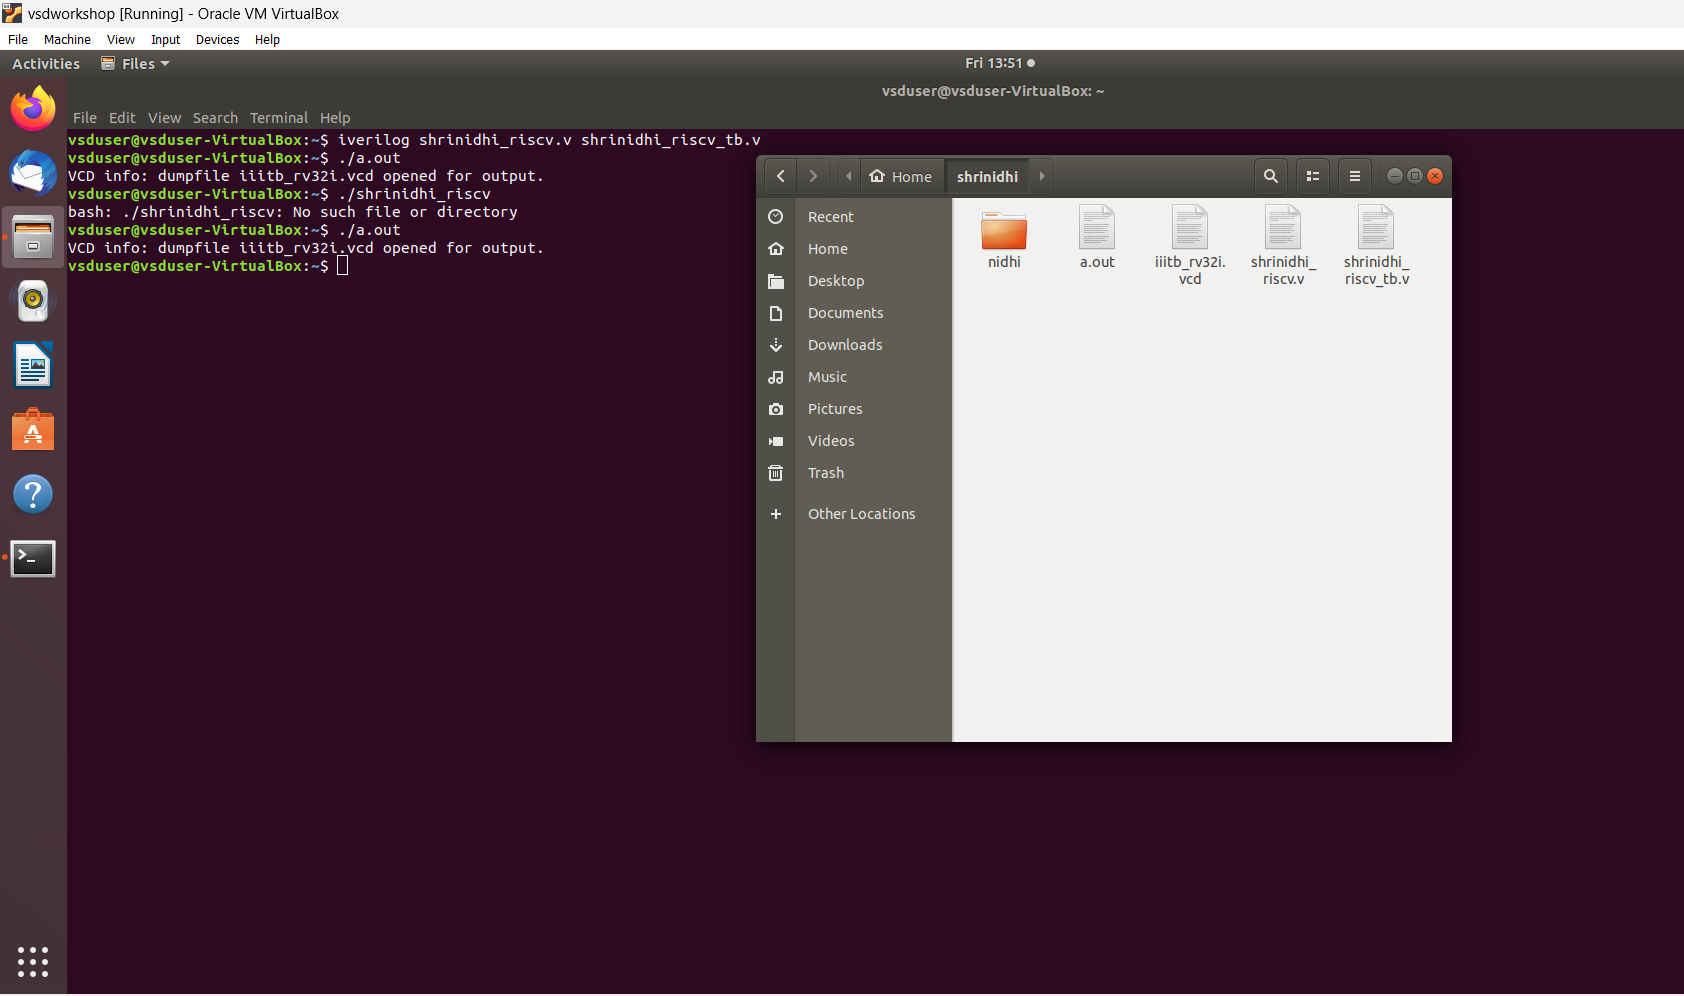 vsdworkshop [Running] - Oracle VM VirtualBox
File Machine View Input Devices Help
Activities Files Fri 13:51
vsduser@vsduser-VirtualBox: ~
File Edit View Search Terminal Help
vsduser@vsduser-VirtualBox:~$ iverilog shrinidhi_riscv.v shrinidhi_riscv_tb.v
vsduser@vsduser-VirtualBox:~$ ./a.out
VCD info: dumpfile iiitb_rv32i.vcd opened for output.
vsduser@vsduser-VirtualBox:~$ ./shrinidhi_riscv
bash: ./shrinidhi_riscv: No such file or directory
vsduser@vsduser-VirtualBox:~$ ./a.out
VCD info: dumpfile iiitb_rv32i.vcd opened for output.
vsduser@vsduser-VirtualBox:~$
Home shrinidhi
Recent
Home
Desktop
Documents
Downloads
Music
Pictures
Videos
Trash
Other Locations
nidhi
a.out
iiitb_rv32i.
vcd
shrinidhi_
riscv.v
shrinidhi_
riscv_tb.v